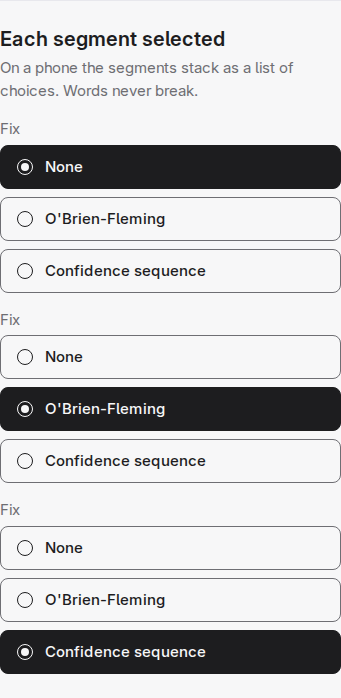 Each segment selected
On a phone the segments stack as a list of
choices. Words never break.
Fix
None
O'Brien-Fleming
Confidence sequence
Fix
None
O'Brien-Fleming
Confidence sequence
Fix
None
O'Brien-Fleming
Confidence sequence